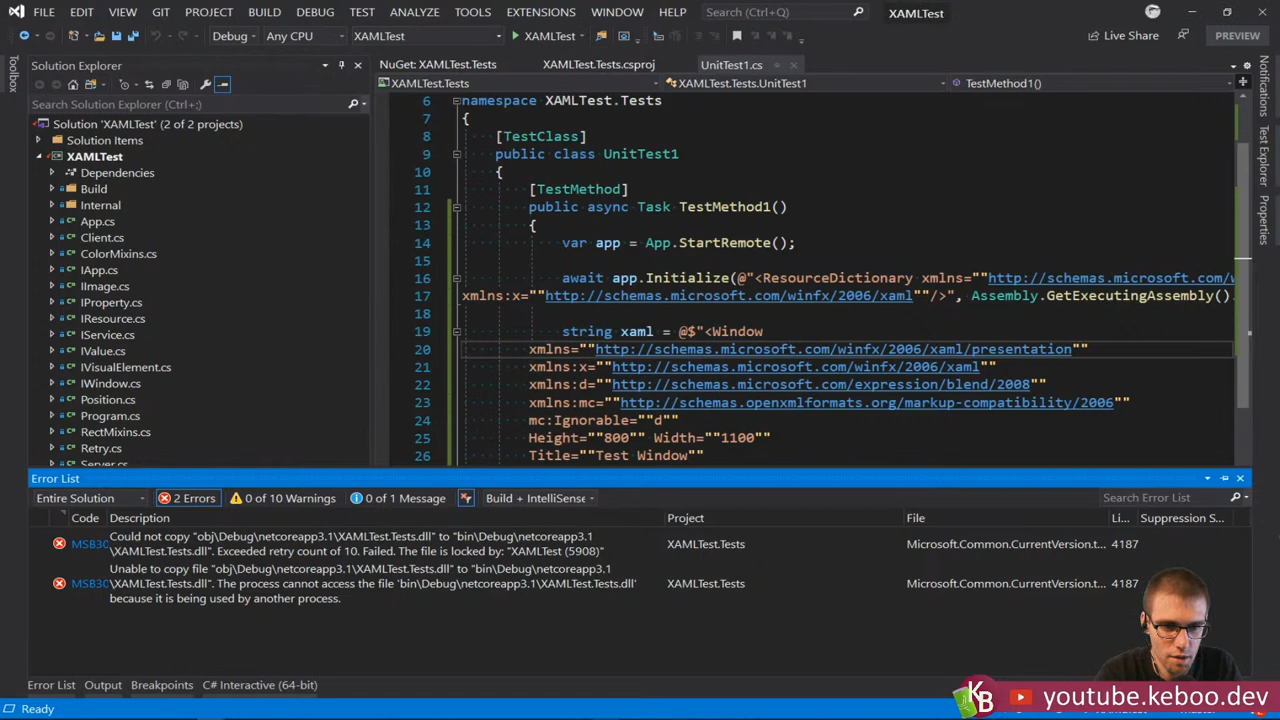 FILE EDIT VIEW GIT PROJECT BUILD DEBUG TEST ANALYZE TOOLS EXTENSIONS WINDOW HELP Search (Ctrl+Q) XAMLTest
Debug Any CPU XAMLTest XAMLTest Live Share PREVIEW
Toolbox
Solution Explorer
Search Solution Explorer (Ctrl+;)
Solution 'XAMLTest' (2 of 2 projects)
Solution Items
XAMLTest
Dependencies
Build
Internal
App.cs
Client.cs
ColorMixins.cs
IApp.cs
IImage.cs
IProperty.cs
IResource.cs
IService.cs
IValue.cs
IVisualElement.cs
IWindow.cs
Position.cs
Program.cs
RectMixins.cs
Retry.cs
Server.cs
NuGet: XAMLTest.Tests XAMLTest.Tests.csproj UnitTest1.cs
XAMLTest.Tests XAMLTest.Tests.UnitTest1 TestMethod1()
6 namespace XAMLTest.Tests
7 {
8 [TestClass]
9 public class UnitTest1
10 {
11 [TestMethod]
12 public async Task TestMethod1()
13 {
14 var app = App.StartRemote();
15
16 await app.Initialize(@"<ResourceDictionary xmlns=""http://schemas.microsoft.com/w
17 xmlns:x=""http://schemas.microsoft.com/winfx/2006/xaml""/>", Assembly.GetExecutingAssembly().
18
19 string xaml = @$"<Window
20 xmlns=""http://schemas.microsoft.com/winfx/2006/xaml/presentation""
21 xmlns:x=""http://schemas.microsoft.com/winfx/2006/xaml""
22 xmlns:d=""http://schemas.microsoft.com/expression/blend/2008""
23 xmlns:mc=""http://schemas.openxmlformats.org/markup-compatibility/2006""
24 mc:Ignorable=""d""
25 Height=""800"" Width=""1100""
26 Title=""Test Window""
Notifications
Test Explorer
Properties
Error List
Entire Solution 2 Errors 0 of 10 Warnings 0 of 1 Message Build + IntelliSense Search Error List
Code Description Project File Li... Suppression S...
MSB30 Could not copy "obj\Debug\netcoreapp3.1\XAMLTest.Tests.dll" to "bin\Debug\netcoreapp3.1
\XAMLTest.Tests.dll". Exceeded retry count of 10. Failed. The file is locked by: "XAMLTest (5908)" XAMLTest.Tests Microsoft.Common.CurrentVersion.t... 4187
Unable to copy file "obj\Debug\netcoreapp3.1\XAMLTest.Tests.dll" to "bin\Debug\netcoreapp3.1
MSB30 \XAMLTest.Tests.dll". The process cannot access the file 'bin\Debug\netcoreapp3.1\XAMLTest.Tests.dll' XAMLTest.Tests Microsoft.Common.CurrentVersion.t... 4187
because it is being used by another process.
Error List Output Breakpoints C# Interactive (64-bit)
Ready
KB youtube.keboo.dev